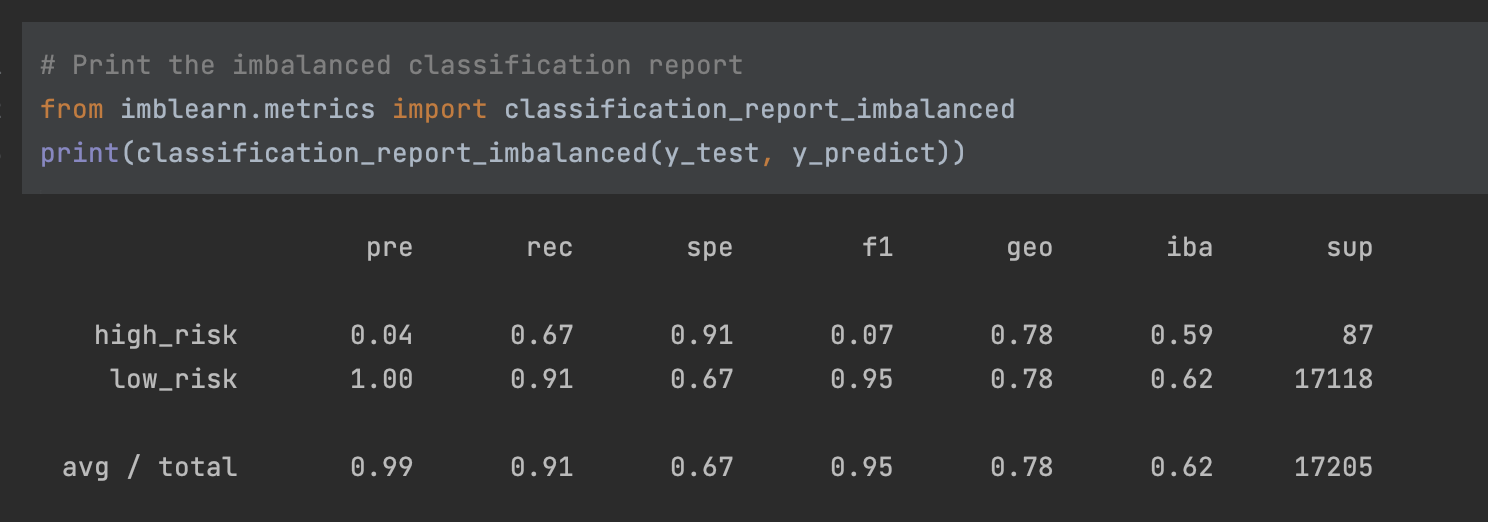 # Print the imbalanced classification report
from imblearn.metrics import classification_report_imbalanced
print(classification_report_imbalanced(y_test, y_predict))
pre rec spe f1 geo iba sup
high_risk 0.04 0.67 0.91 0.07 0.78 0.59 87
low_risk 1.00 0.91 0.67 0.95 0.78 0.62 17118
avg / total 0.99 0.91 0.67 0.95 0.78 0.62 17205